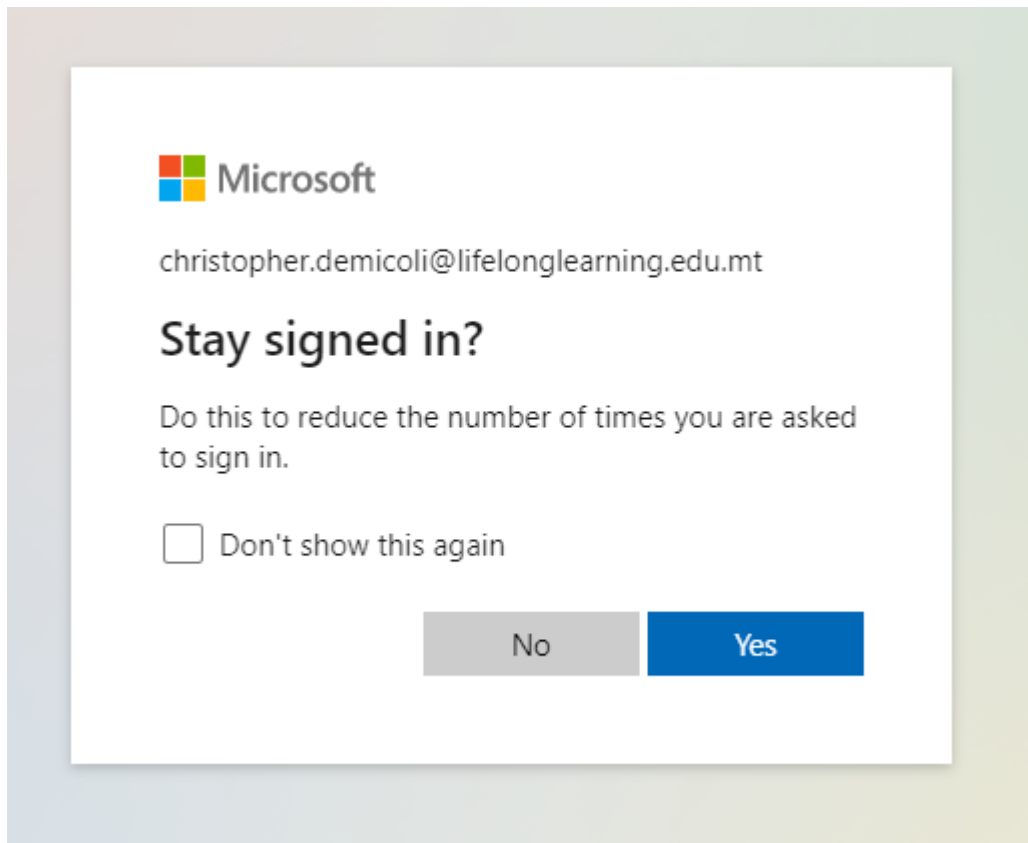 Microsoft
christopher.demicoli@lifelonglearning.edu.mt
Stay signed in?
Do this to reduce the number of times you are asked
to sign in.
Don't show this again
No Yes